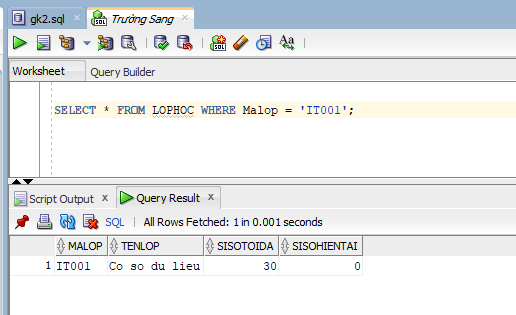 gk2.sql × Trường Sang ×
SQL
Aa
Worksheet Query Builder
SELECT * FROM LOPHOC WHERE Malop = 'IT001';
Script Output × Query Result ×
SQL | All Rows Fetched: 1 in 0.001 seconds
MALOP TENLOP SISOTOIDA SISOHIENTAI
1 IT001 Co so du lieu 30 0